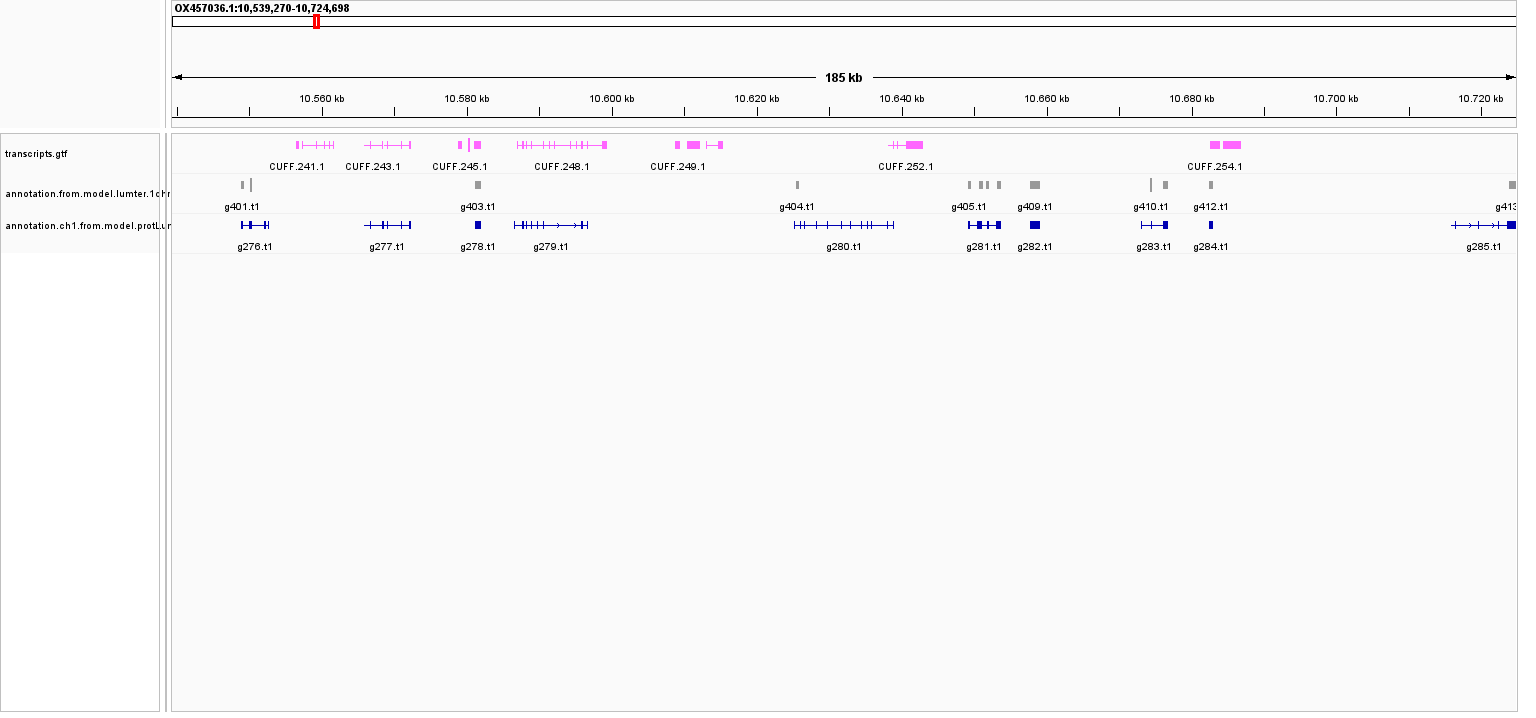 OX457036.1:10,539,270-10,724,698
185 kb
10.560 kb 10.580 kb 10.600 kb 10.620 kb 10.640 kb 10.660 kb 10.680 kb 10.700 kb 10.720 kb
transcripts.gtf
CUFF.241.1 CUFF.243.1 CUFF.245.1 CUFF.248.1 CUFF.249.1 CUFF.252.1 CUFF.254.1
annotation.from.model.lumter.1chr
g401.t1 g403.t1 g404.t1 g405.t1 g409.t1 g410.t1 g412.t1 g413
annotation.ch1.from.model.protLur
g276.t1 g277.t1 g278.t1 g279.t1 g280.t1 g281.t1 g282.t1 g283.t1 g284.t1 g285.t1